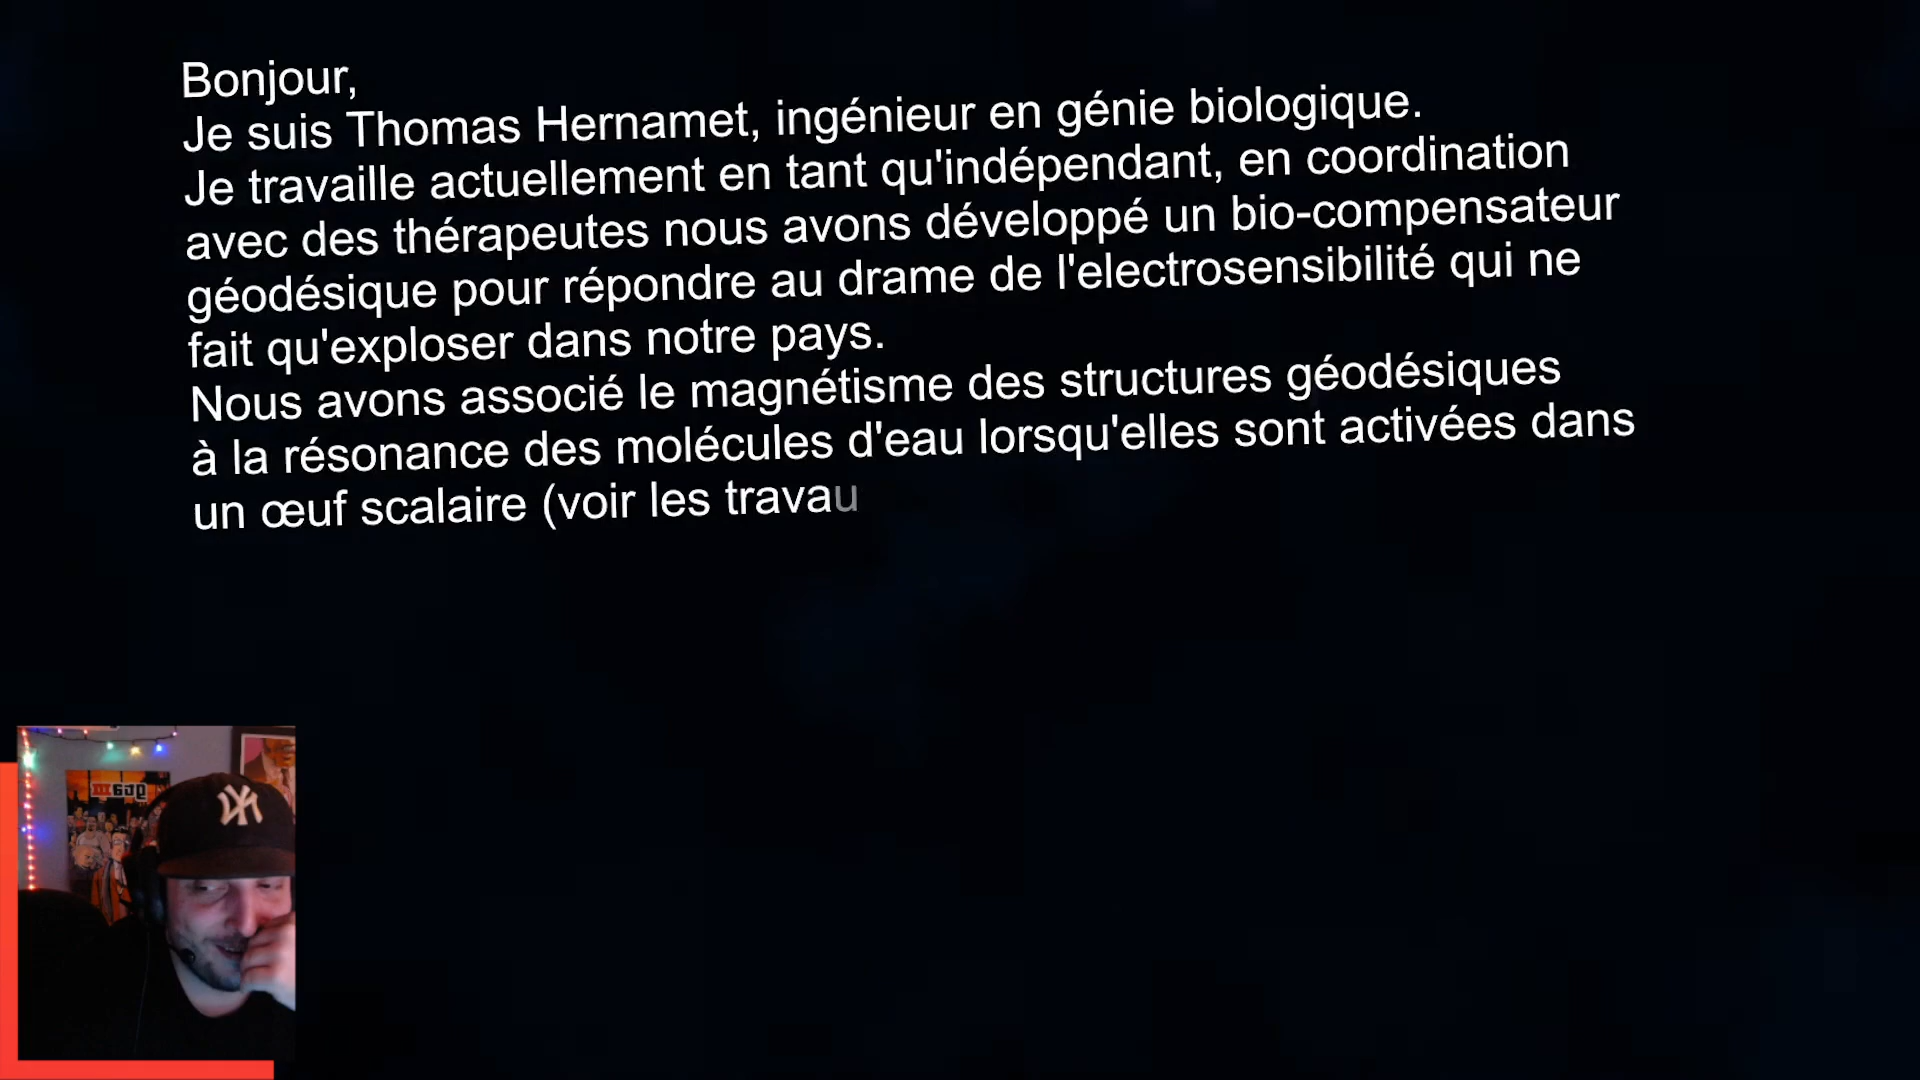 Bonjour,
Je suis Thomas Hernamet, ingénieur en génie biologique.
Je travaille actuellement en tant qu'indépendant, en coordination
avec des thérapeutes nous avons développé un bio-compensateur
géodésique pour répondre au drame de l'electrosensibilité qui ne
fait qu'exploser dans notre pays.
Nous avons associé le magnétisme des structures géodésiques
à la résonance des molécules d'eau lorsqu'elles sont activées dans
un œuf scalaire (voir les travau
NY